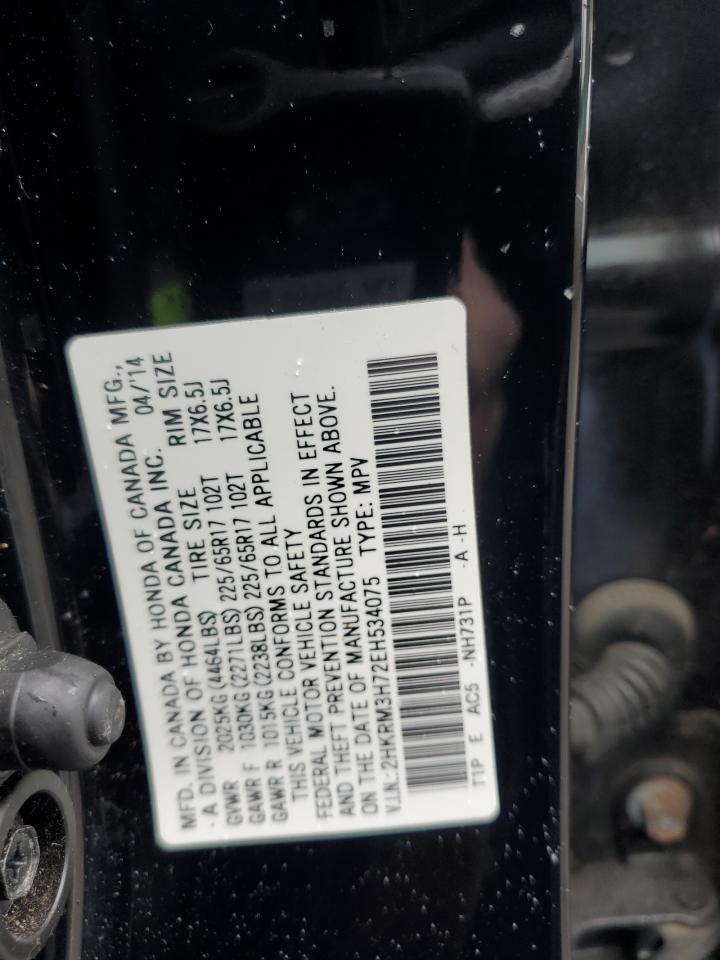 MFD. IN CANADA BY HONDA OF CANADA MFG.,
- A DIVISION OF HONDA CANADA INC. 04/'14
TIRE SIZE RIM SIZE
GVWR 2025KG (4464LBS)
GAWR F 1030KG (2271LBS) 225/65R17 102T 17X6.5J
GAWR R 1015KG (2238LBS) 225/65R17 102T 17X6.5J
THIS VEHICLE CONFORMS TO ALL APPLICABLE
FEDERAL MOTOR VEHICLE SAFETY
AND THEFT PREVENTION STANDARDS IN EFFECT
ON THE DATE OF MANUFACTURE SHOWN ABOVE.
V.I.N.: 2HKRM3H72EH534075 TYPE: MPV
T1P E AC5 -NH731P -A -H